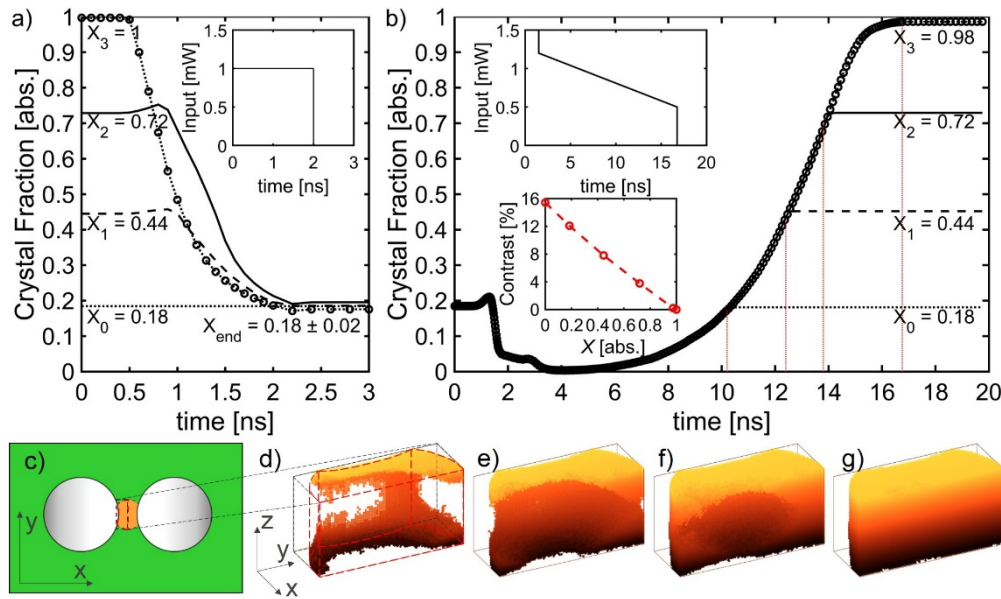 a)
Crystal Fraction [abs.]
1
0.9
0.8
0.7
0.6
0.5
0.4
0.3
0.2
0.1
0
0
0.5
1.0
1.5
2.0
2.5
3
time [ns]
X3 = 1
X2 = 0.72
X1 = 0.44
X0 = 0.18
Xend = 0.18 ± 0.02
Input [mW]
1.5
1
0.5
0
0
1
2
3
time [ns]
b)
Crystal Fraction [abs.]
1
0.9
0.8
0.7
0.6
0.5
0.4
0.3
0.2
0.1
0
0
2
4
6
8
10
12
14
16
18
20
time [ns]
X3 = 0.98
X2 = 0.72
X1 = 0.44
X0 = 0.18
Input [mW]
1.5
1
0.5
0
0
5
10
15
20
time [ns]
Contrast [%]
16
12
8
4
0
0
0.2
0.4
0.6
0.8
1
X [abs.]
c)
y
x
d)
z
y
x
e)
f)
g)